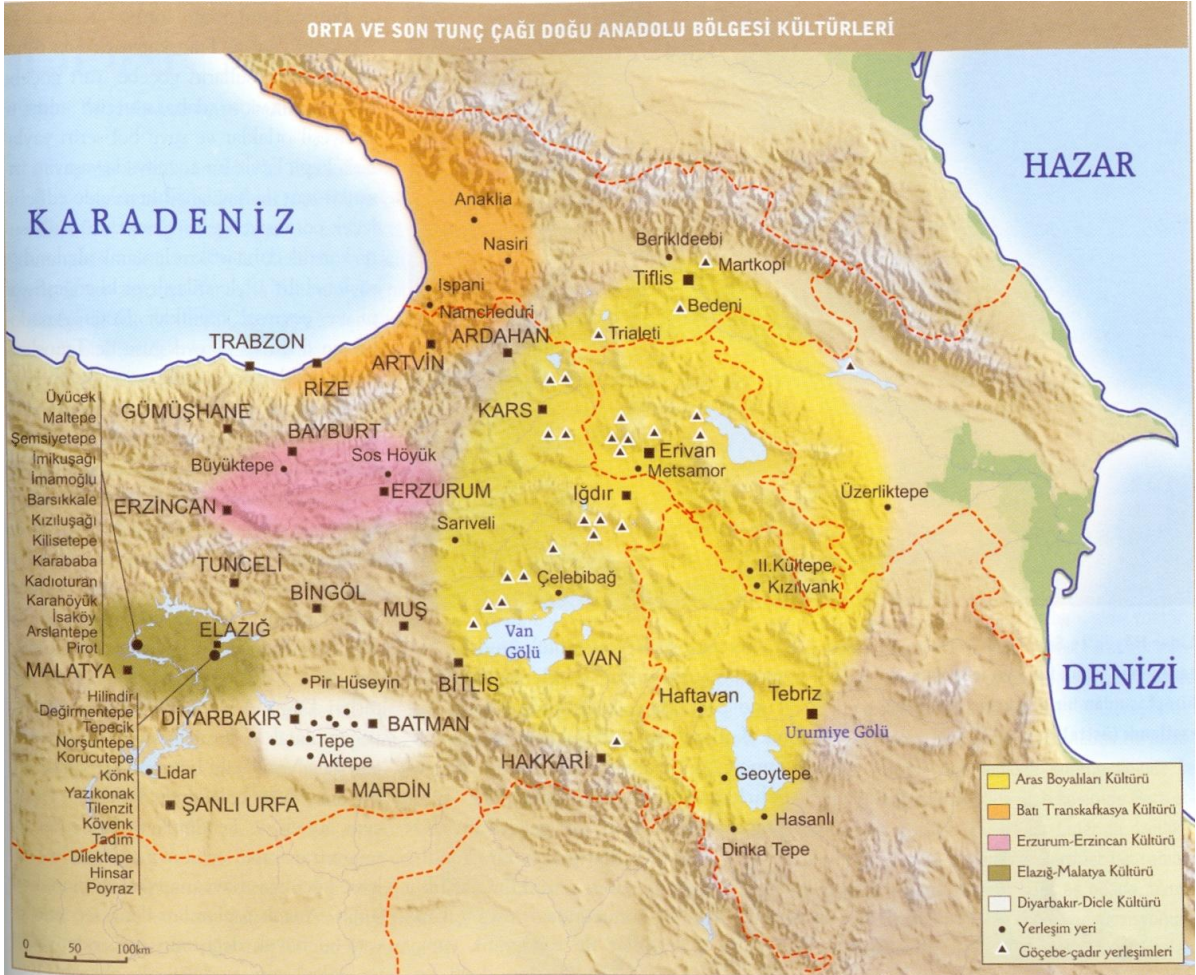 ORTA VE SON TUNÇ ÇAĞI DOĞU ANADOLU BÖLGESİ KÜLTÜRLERİ
HAZAR
KARADENİZ
Anaklia
Nasiri
Berikldeebi
Martkopi
Tiflis
Ispani
Bedeni
Namcheduri
Trialeti
ARDAHAN
TRABZON
ARTVİN
RİZE
Üyücek
Maltepe
Şemsiyetepe
İmikuşağı
İmamoğlu
Barsıkkale
Kızıluşağı
Kilisetepe
Karababa
Kadıoturan
Karahöyük
İsaköy
Arslantepe
Pirot
GÜMÜŞHANE
KARS
BAYBURT
Büyüktepe
Sos Höyük
Erivan
Metsamor
ERZURUM
Iğdır
Üzerliktepe
ERZİNCAN
Sarıveli
TUNCELİ
II.Kültepe
Kızılvank
Çelebibağ
BİNGÖL
MUŞ
ELAZIĞ
Van
Gölü
VAN
MALATYA
BİTLİS
DENİZİ
Pir Hüseyin
Haftavan
Tebriz
Hilindir
Değirmentepe
Tepecik
Norşuntepe
Korucutepe
Könk
Yazıkonak
Tilenzit
Kövenk
Tadım
Dilektepe
Hinsar
Poyraz
DİYARBAKIR
BATMAN
Urumiye Gölü
Tepe
Aktepe
HAKKARİ
Lidar
Geoytepe
MARDİN
ŞANLI URFA
Hasanlı
Dinka Tepe
Aras Boyalıları Kültürü
Batı Transkafkasya Kültürü
Erzurum-Erzincan Kültürü
Elazığ-Malatya Kültürü
Diyarbakır-Dicle Kültürü
Yerleşim yeri
Göçebe-çadır yerleşimleri
0 50 100km